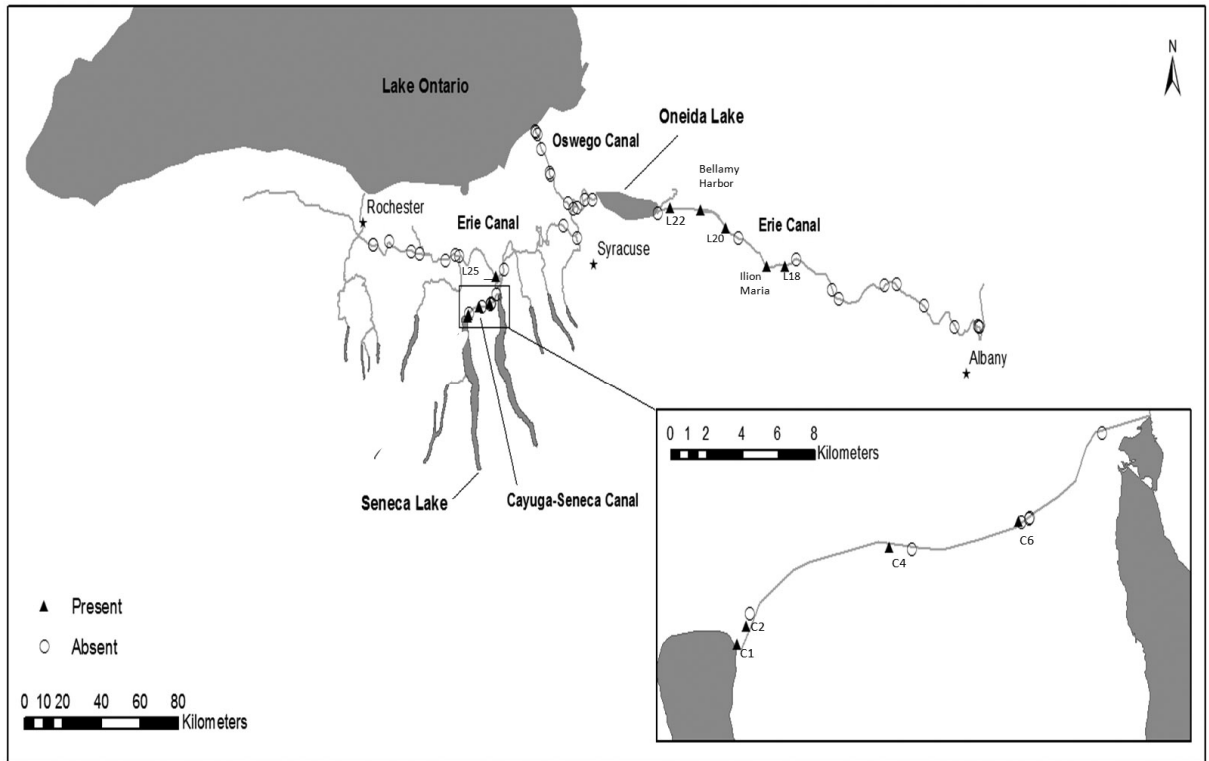 N
Lake Ontario
Oneida Lake
Oswego Canal
Bellamy
Harbor
Rochester
Erie Canal
L22
L20
Erie Canal
Syracuse
L25
Ilion
Maria
L18
Albany
0 1 2 4 6 8
Kilometers
Seneca Lake
Cayuga-Seneca Canal
C6
C4
C2
C1
Present
Absent
0 10 20 40 60 80
Kilometers